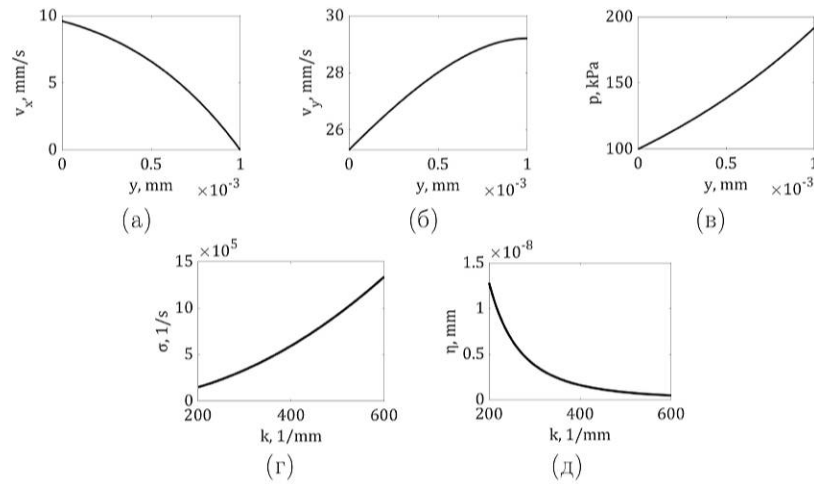 10
5
0
v_x, mm/s
0 0.5 1
y, mm ×10⁻³
(а)
30
28
26
v_y, mm/s
0 0.5 1
y, mm ×10⁻³
(б)
200
150
100
p, kPa
0 0.5 1
y, mm ×10⁻³
(в)
×10⁵
15
10
5
0
σ, 1/s
200 400 600
k, 1/mm
(г)
×10⁻⁸
1.5
1
0.5
0
η, mm
200 400 600
k, 1/mm
(д)